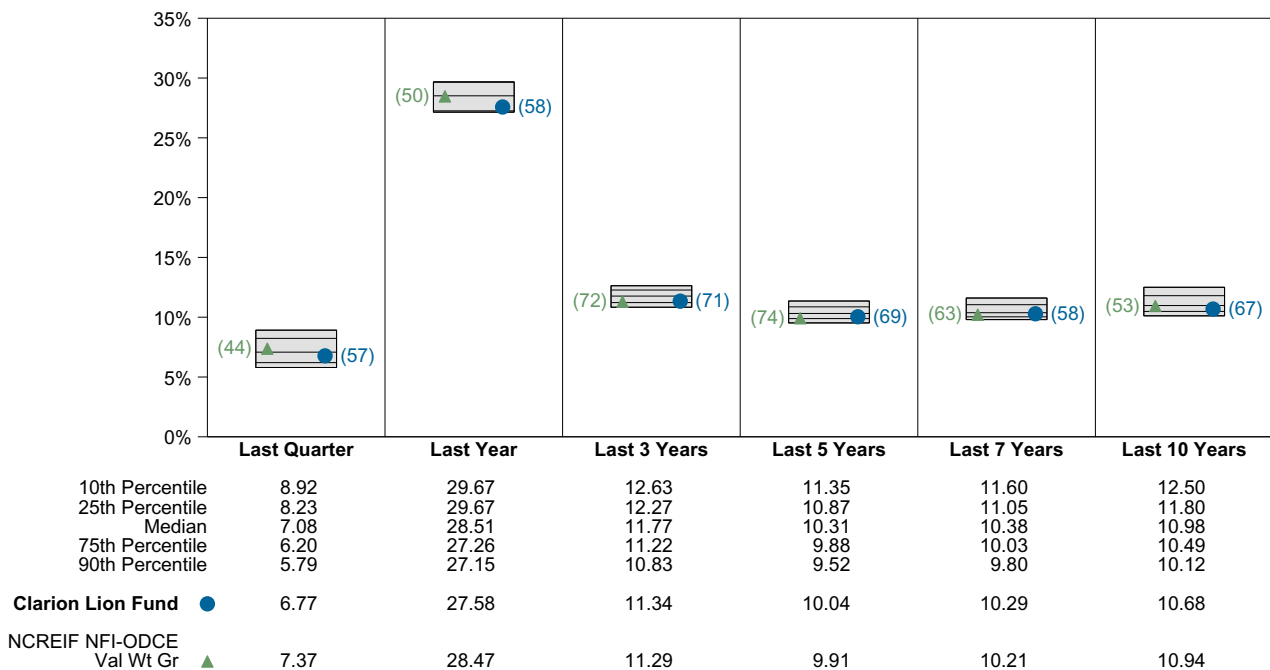 35%
30%
25%
20%
15%
10%
5%
0%
(44)
(57)
(50)
(58)
(72)
(71)
(74)
(69)
(63)
(58)
(53)
(67)
Last Quarter Last Year Last 3 Years Last 5 Years Last 7 Years Last 10 Years
10th Percentile 8.92 29.67 12.63 11.35 11.60 12.50
25th Percentile 8.23 29.67 12.27 10.87 11.05 11.80
Median 7.08 28.51 11.77 10.31 10.38 10.98
75th Percentile 6.20 27.26 11.22 9.88 10.03 10.49
90th Percentile 5.79 27.15 10.83 9.52 9.80 10.12
Clarion Lion Fund 6.77 27.58 11.34 10.04 10.29 10.68
NCREIF NFI-ODCE
Val Wt Gr 7.37 28.47 11.29 9.91 10.21 10.94